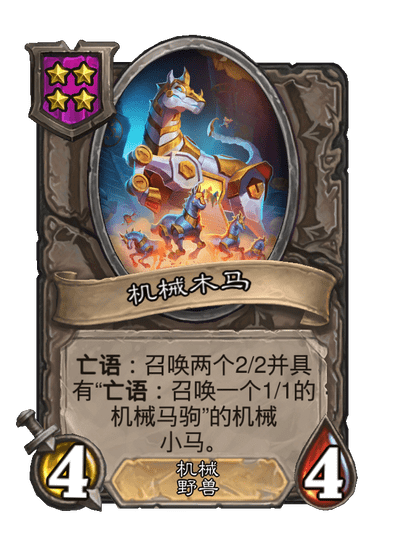 机械木马
亡语：召唤两个2/2并具
有“亡语：召唤一个1/1的
机械马驹”的机械
小马。
4
机械
野兽
4